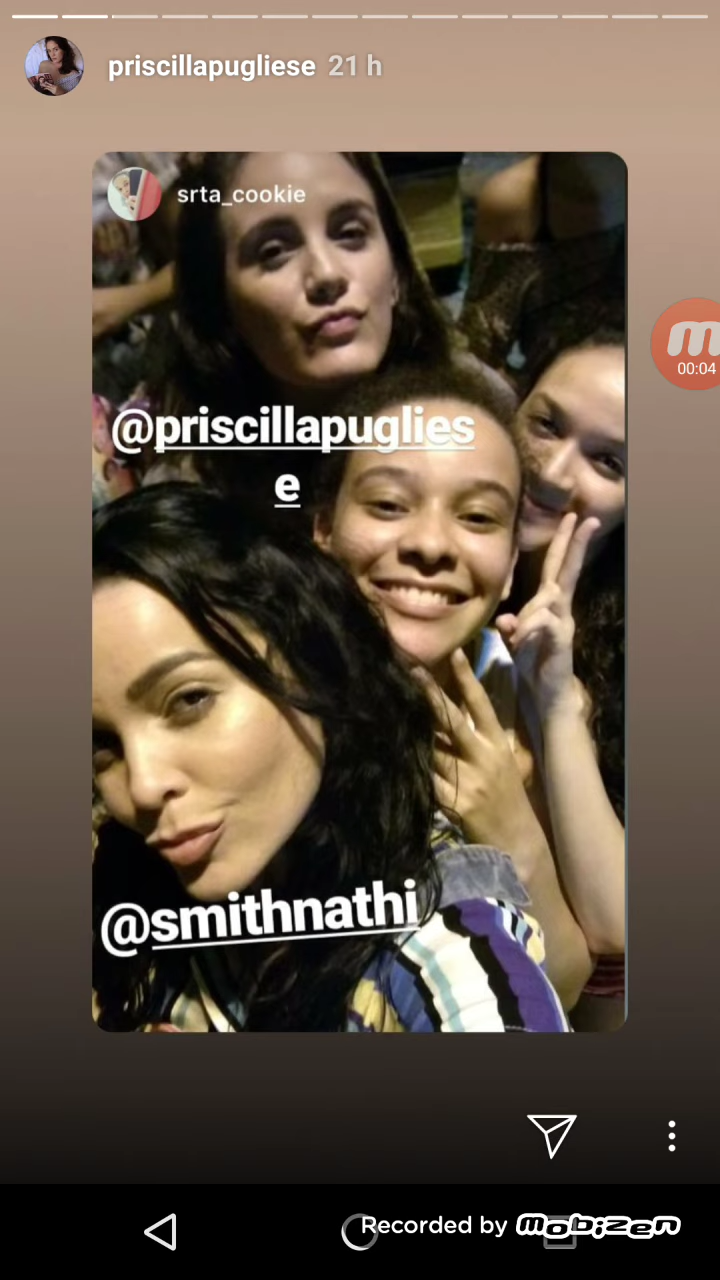 priscillapugliese 21 h
srta_cookie
m
00:04
@priscillapuglies
e
@smithnathi
Recorded by mobizen